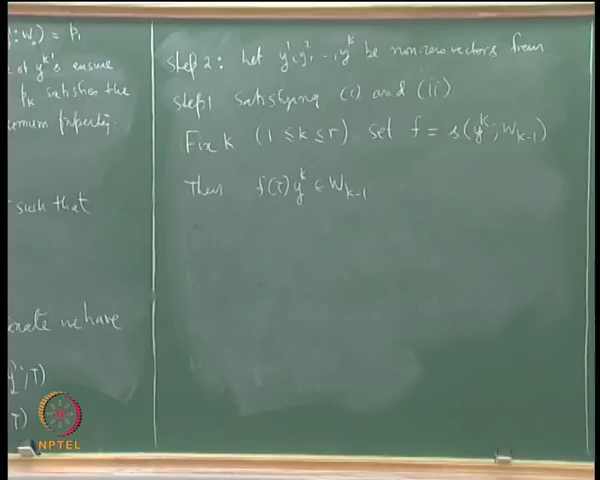 ; W₀) = p₁
of yᵏ's ensure
pₖ satisfies the
mum property.
such that
nate we have
; T)
T)
Step 2: Let y¹, y², ..., yᵏ be non-zero vectors from
step 1 satisfying (i) and (ii).
Fix k (1 ≤ k ≤ r) set f = s(yᵏ; Wₖ₋₁)
Then f(T)yᵏ ∈ Wₖ₋₁
NPTEL